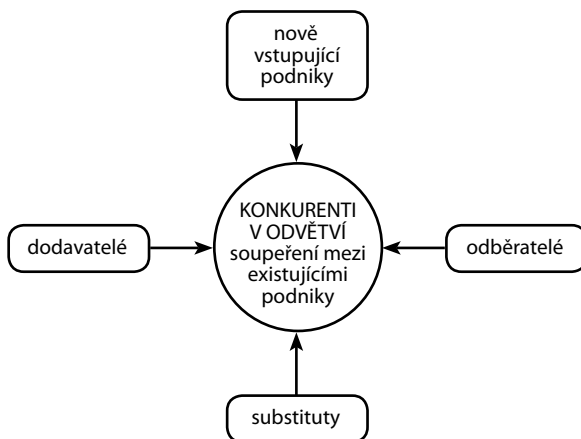 nově
vstupující
podniky
KONKURENTI
V ODVĚTVÍ
soupeření mezi
existujícími
podniky
dodavatelé
odběratelé
substituty